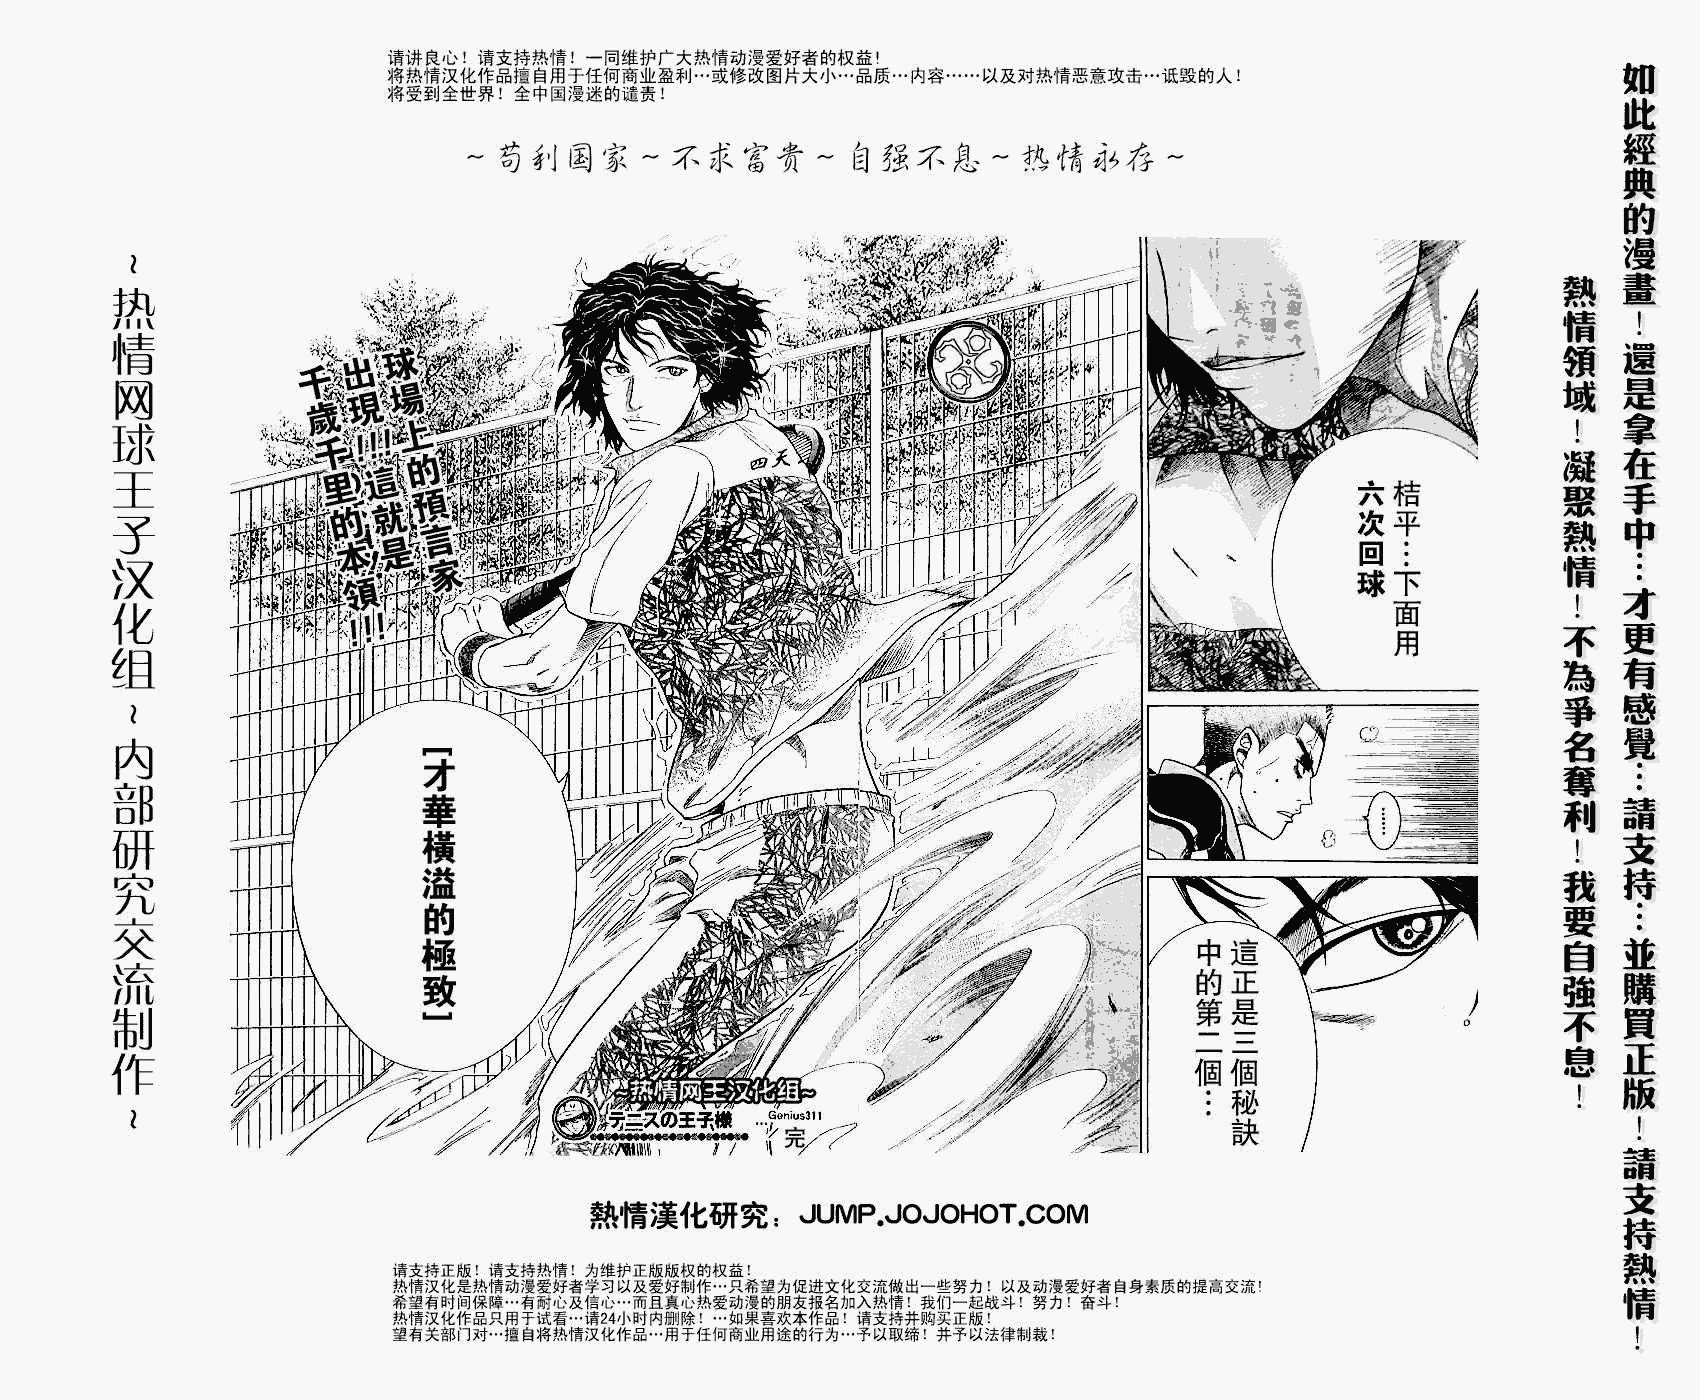 请讲良心！请支持热情！一同维护广大热情动漫爱好者的权益！
将热情汉化作品擅自用于任何商业盈利…或修改图片大小…品质…内容……以及对热情恶意攻击…诋毁的人！
将受到全世界！全中国漫迷的谴责！
～苟利国家～不求富贵～自强不息～热情永存～
如此經典的漫畫！還是拿在手中…才更有感覺…請支持…並購買正版！請支持熱情！
熱情領域！凝聚熱情！不為爭名奪利！我要自強不息！
桔平…下面用
六次回球
……
這正是三個秘訣
中的第二個…
四天
球場上的預言家
出現!!!這就是
千歲千里的本領!!!
［才華橫溢的極致］
~热情网王汉化组~
テニスの王子様
…Genius311
完
～热情网球王子汉化组～内部研究交流制作～
熱情漢化研究：JUMP.JOJOHOT.COM
请支持正版！请支持热情！为维护正版版权的权益！
热情汉化是热情动漫爱好者学习以及爱好制作…只希望为促进文化交流做出一些努力！以及动漫爱好者自身素质的提高交流！
希望有时间保障…有耐心及信心…而且真心热爱动漫的朋友报名加入热情！我们一起战斗！努力！奋斗！
热情汉化作品只用于试看…请24小时内删除！…如果喜欢本作品！请支持并购买正版！
望有关部门对…擅自将热情汉化作品…用于任何商业用途的行为…予以取缔！并予以法律制裁！